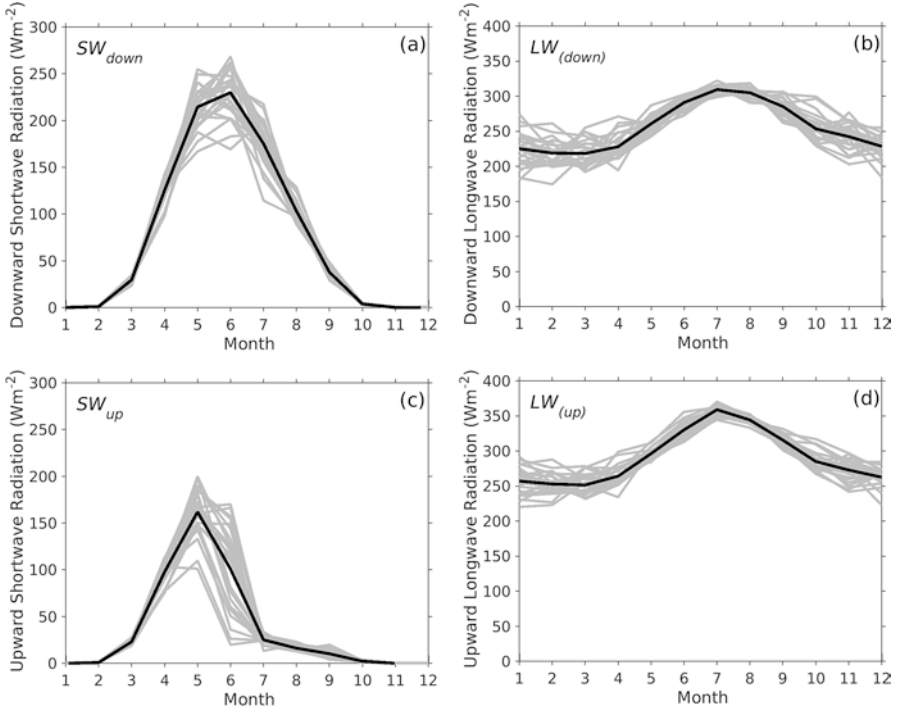 Downward Shortwave Radiation (Wm-2)
SWdown
(a)
300
250
200
150
100
50
0
1 2 3 4 5 6 7 8 9 10 11 12
Month
Downward Longwave Radiation (Wm-2)
LW(down)
(b)
400
350
300
250
200
150
100
50
0
1 2 3 4 5 6 7 8 9 10 11 12
Month
Upward Shortwave Radiation (Wm-2)
SWup
(c)
300
250
200
150
100
50
0
1 2 3 4 5 6 7 8 9 10 11 12
Month
Upward Longwave Radiation (Wm-2)
LW(up)
(d)
400
350
300
250
200
150
100
50
0
1 2 3 4 5 6 7 8 9 10 11 12
Month